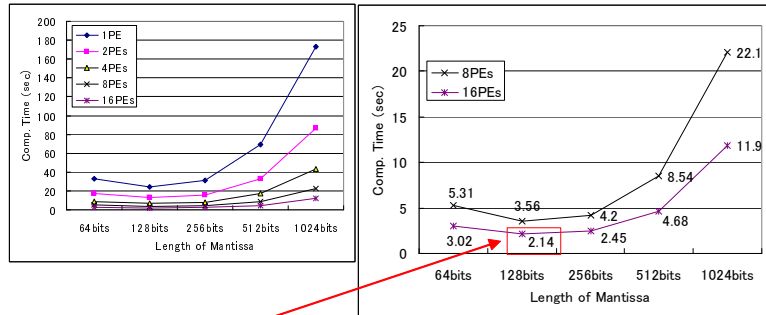 200
180
160
140
120
100
80
60
40
20
0
Comp. Time (sec)
1PE
2PEs
4PEs
8PEs
16PEs
64bits 128bits 256bits 512bits 1024bits
Length of Mantissa
25
20
15
10
5
0
Comp. Time (sec)
8PEs
16PEs
22.1
11.9
8.54
4.68
5.31
3.56
4.2
3.02
2.14
2.45
64bits 128bits 256bits 512bits 1024bits
Length of Mantissa